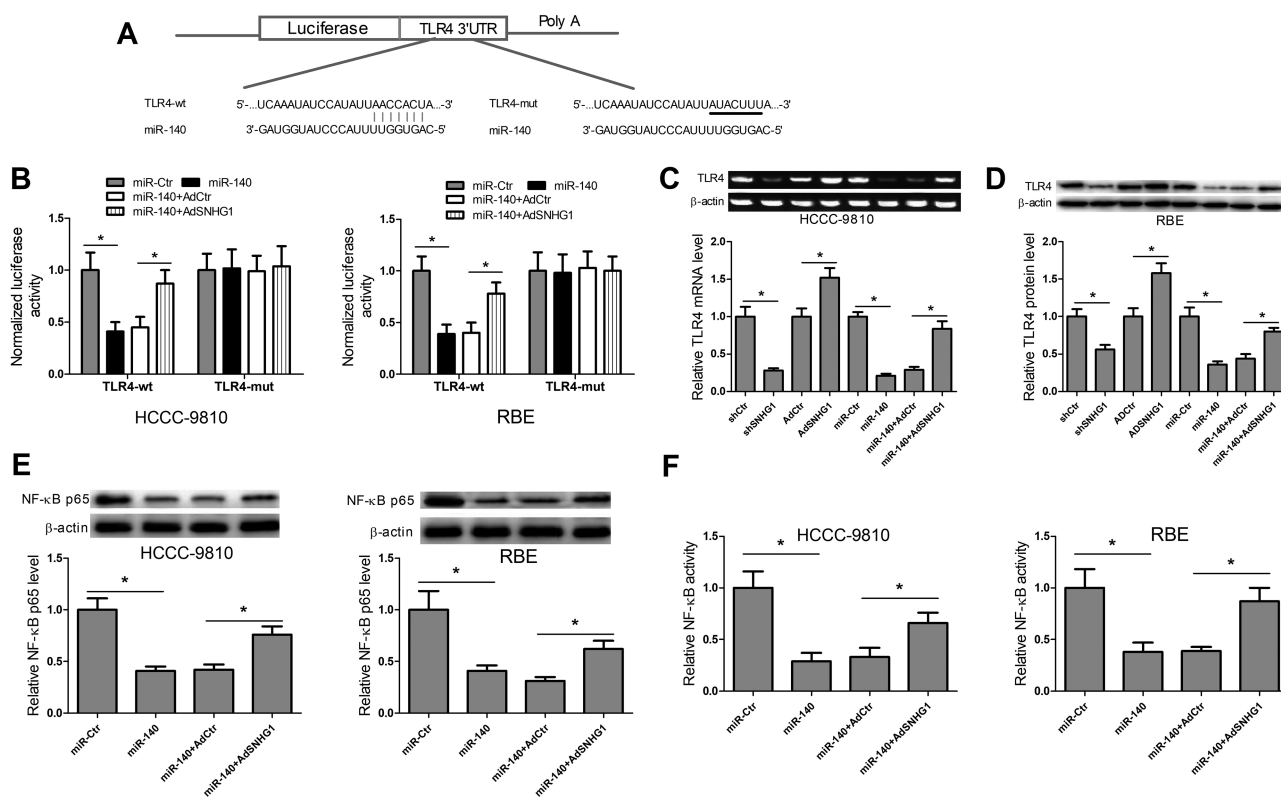 A
Luciferase
TLR4 3'UTR
Poly A
TLR4-wt
5'-...UCAAAUAUCCAUAUUAACCACUA...-3'
miR-140
3'-GAUGGUAUCCCAUUUUGGUGAC-5'
TLR4-mut
5'-...UCAAAUAUCCAUAUUAUACUUUA...-3'
miR-140
3'-GAUGGUAUCCCAUUUUGGUGAC-5'
B
miR-Ctr
miR-140
miR-140+AdCtr
miR-140+AdSNHG1
Normalized luciferase
activity
1.5
1.0
0.5
0.0
*
*
TLR4-wt
TLR4-mut
HCCC-9810
miR-Ctr
miR-140
miR-140+AdCtr
miR-140+AdSNHG1
Normalized luciferase
activity
1.5
1.0
0.5
0.0
*
*
TLR4-wt
TLR4-mut
RBE
C
TLR4
β-actin
HCCC-9810
Relative TLR4 mRNA level
2.0
1.5
1.0
0.5
0.0
*
*
*
*
shCtr
shSNHG1
AdCtr
AdSNHG1
miR-Ctr
miR-140
miR-140+AdCtr
miR-140+AdSNHG1
D
TLR4
β-actin
RBE
Relative TLR4 protein level
2.0
1.5
1.0
0.5
0.0
*
*
*
*
shCtr
shSNHG1
ADCtr
ADSNHG1
miR-Ctr
miR-140
miR-140+AdCtr
miR-140+AdSNHG1
E
NF-κB p65
β-actin
HCCC-9810
Relative NF-κB p65 level
1.5
1.0
0.5
0.0
*
*
miR-Ctr
miR-140
miR-140+AdCtr
miR-140+AdSNHG1
NF-κB p65
β-actin
RBE
Relative NF-κB p65 level
1.5
1.0
0.5
0.0
*
*
miR-Ctr
miR-140
miR-140+AdCtr
miR-140+AdSNHG1
F
HCCC-9810
Relative NF-κB activity
1.5
1.0
0.5
0.0
*
*
miR-Ctr
miR-140
miR-140+AdCtr
miR-140+AdSNHG1
RBE
Relative NF-κB activity
1.5
1.0
0.5
0.0
*
*
miR-Ctr
miR-140
miR-140+AdCtr
miR-140+AdSNHG1